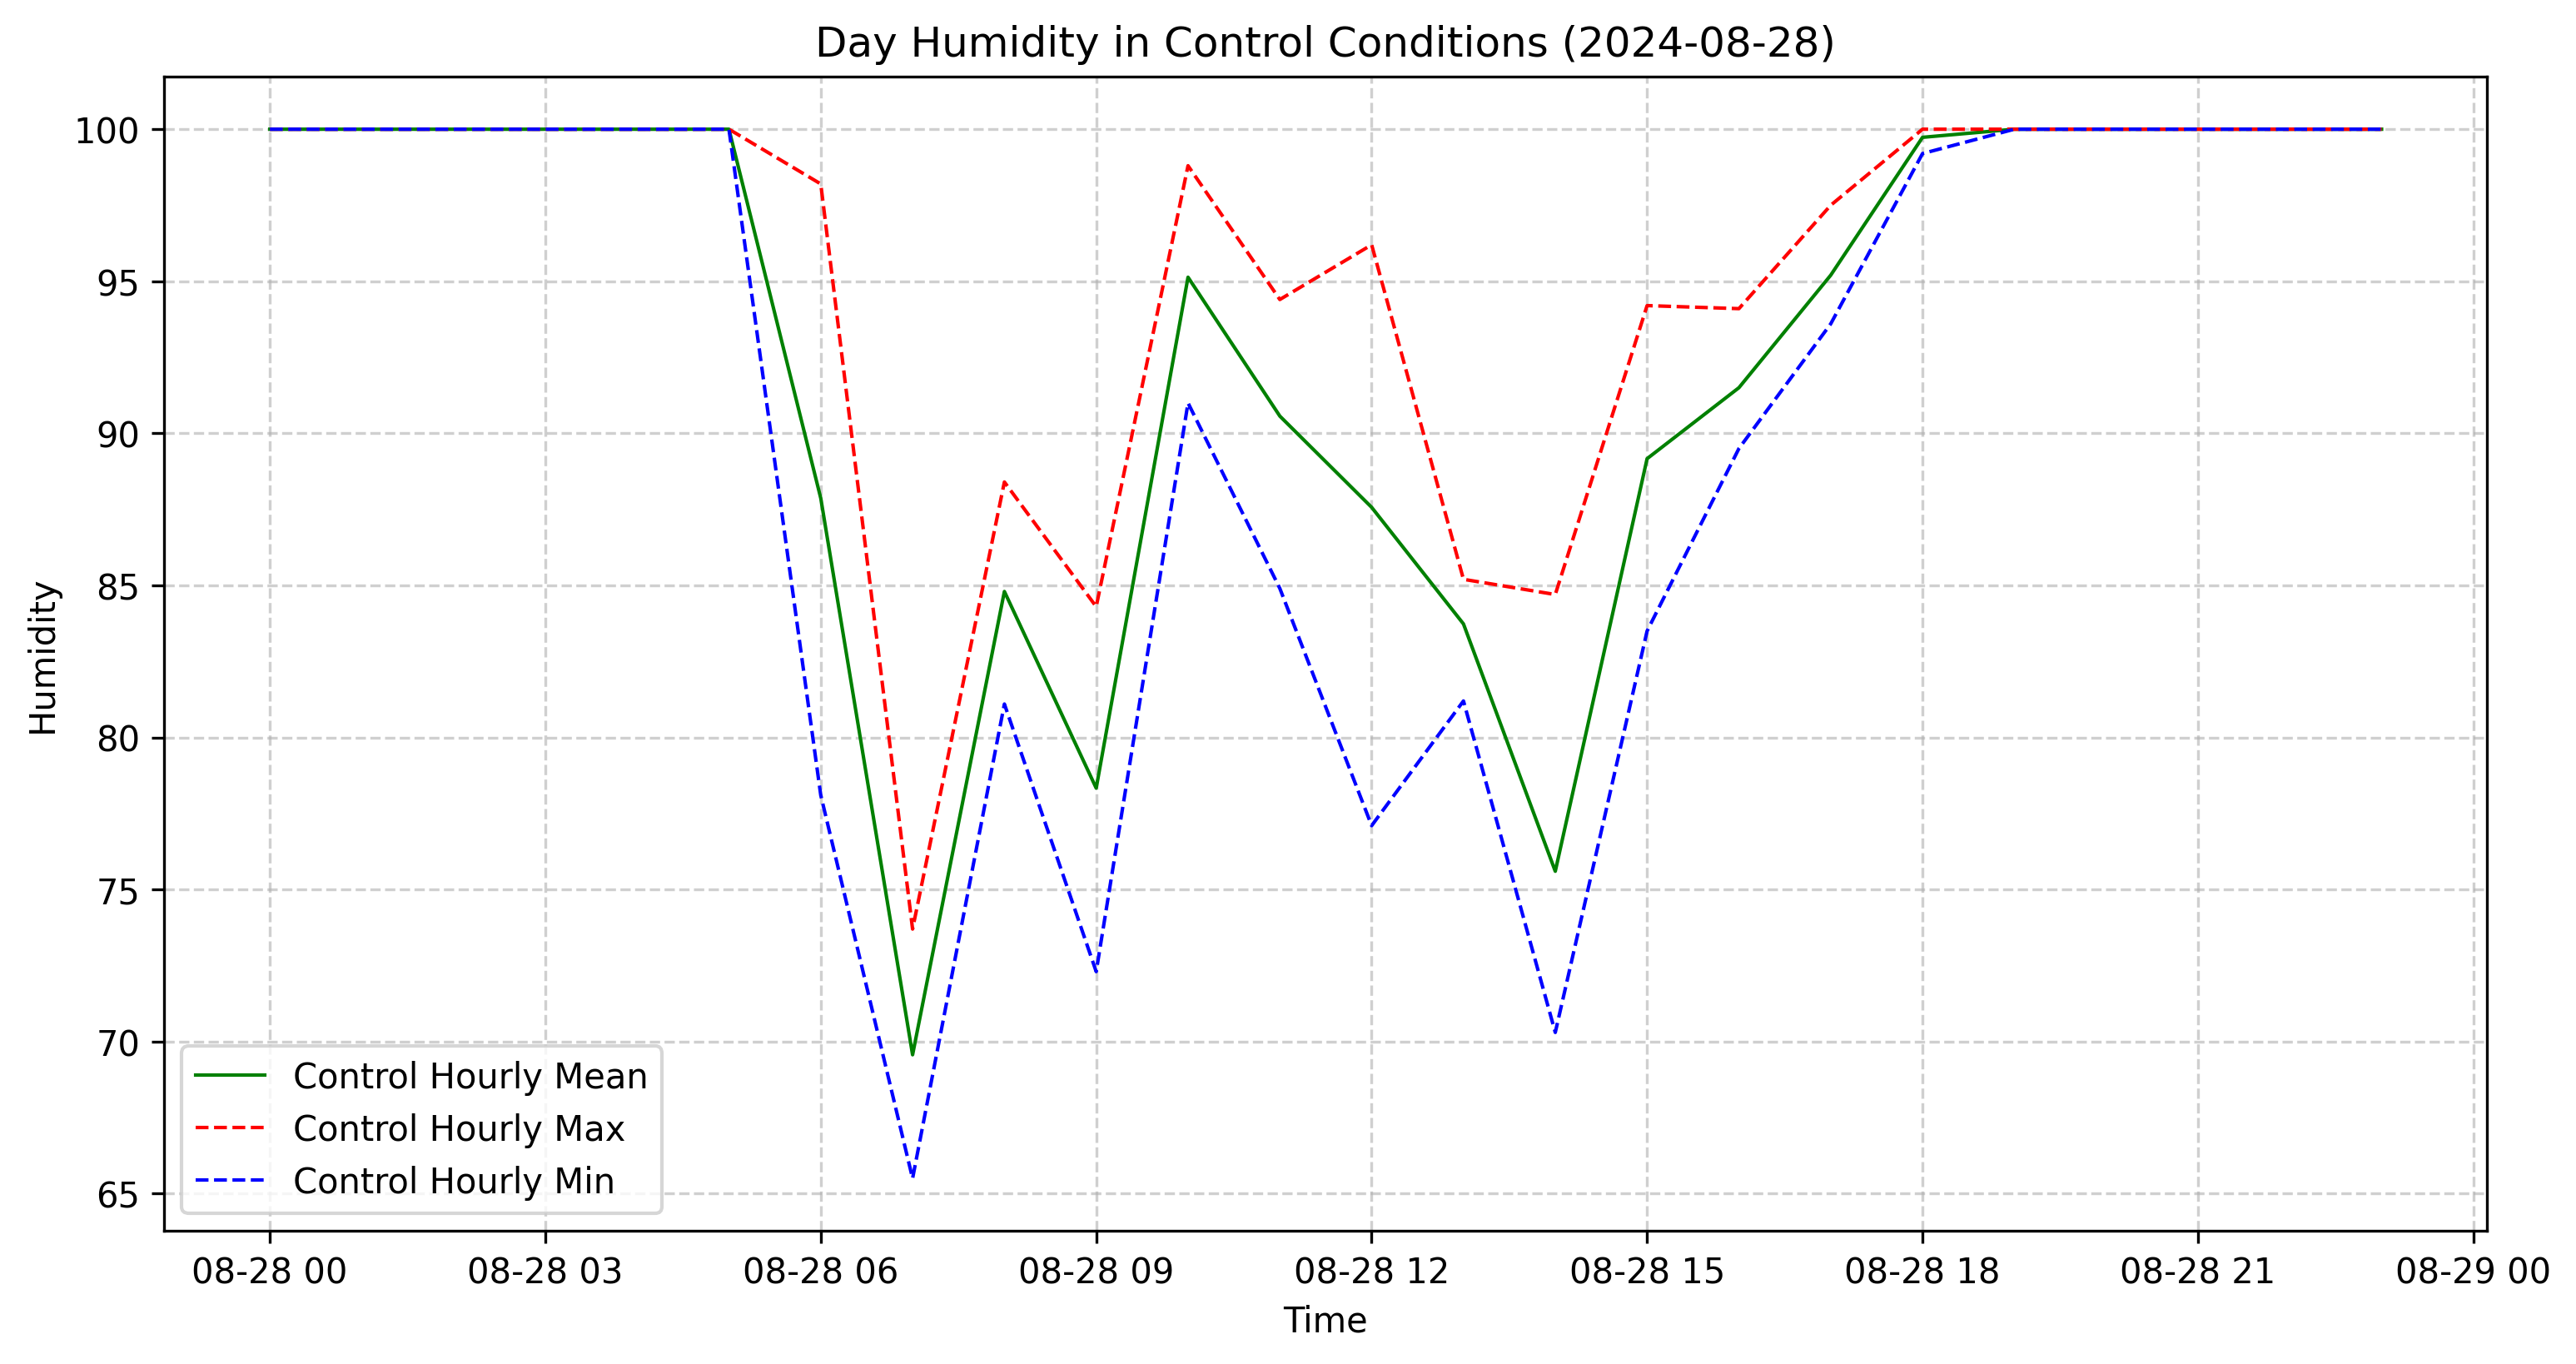 Day Humidity in Control Conditions (2024-08-28)
100
95
90
85
80
75
70
65
Humidity
Control Hourly Mean
Control Hourly Max
Control Hourly Min
08-28 00 08-28 03 08-28 06 08-28 09 08-28 12 08-28 15 08-28 18 08-28 21 08-29 00
Time